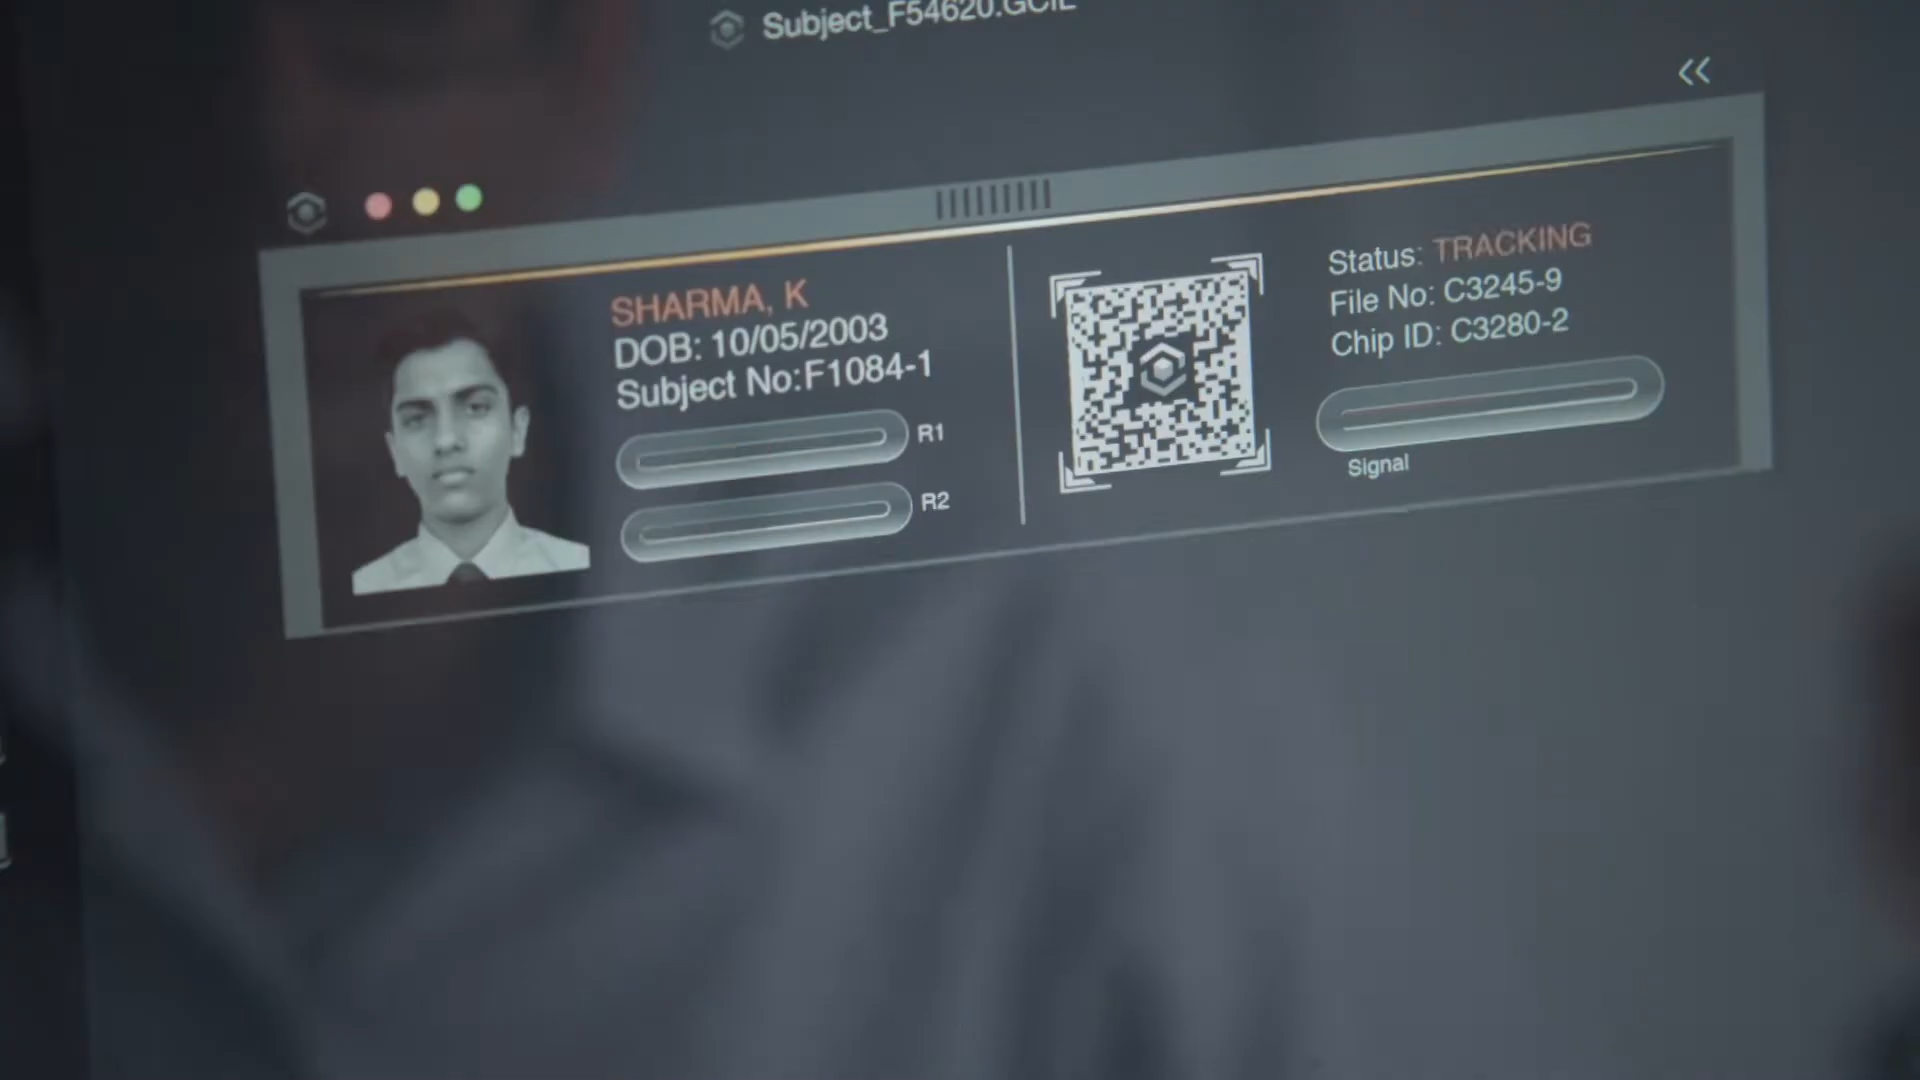 Subject_F54620.GCIL
SHARMA, K
DOB: 10/05/2003
Subject No:F1084-1
R1
R2
Status: TRACKING
File No: C3245-9
Chip ID: C3280-2
Signal